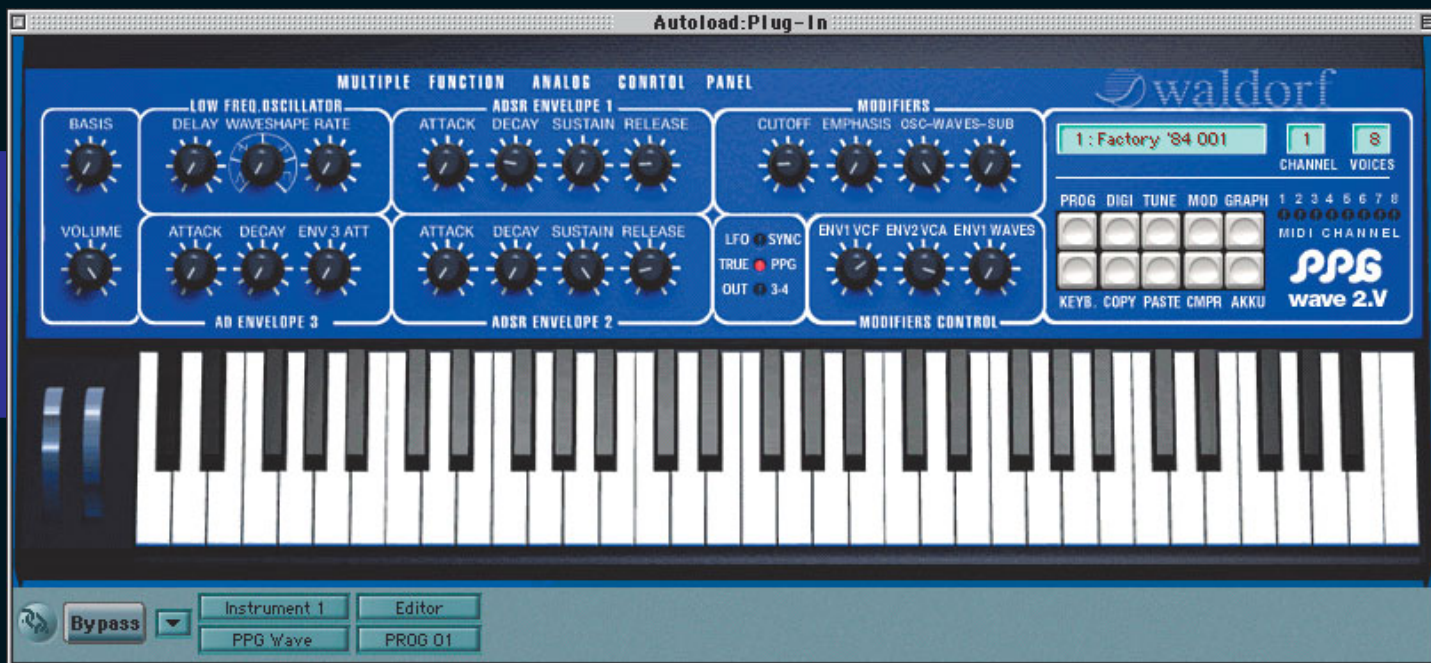 Autoload:Plug-In
MULTIPLE FUNCTION ANALOG CONRTOL PANEL
waldorf
LOW FREQ.OSCILLATOR ADSR ENVELOPE 1 MODIFIERS
BASIS DELAY WAVESHAPE RATE ATTACK DECAY SUSTAIN RELEASE CUTOFF EMPHASIS OSC-WAVES-SUB
1 : Factory '84 001 1 8
CHANNEL VOICES
PROG DIGI TUNE MOD GRAPH 1 2 3 4 5 6 7 8
MIDI CHANNEL
VOLUME ATTACK DECAY ENV 3 ATT ATTACK DECAY SUSTAIN RELEASE LFO SYNC ENV1 VCF ENV2 VCA ENV1 WAVES
TRUE PPG
OUT 3-4
PPG
wave 2.V
KEYB. COPY PASTE CMPR AKKU
AD ENVELOPE 3 ADSR ENVELOPE 2 MODIFIERS CONTROL
Bypass Instrument 1 Editor
PPG Wave PROG 01